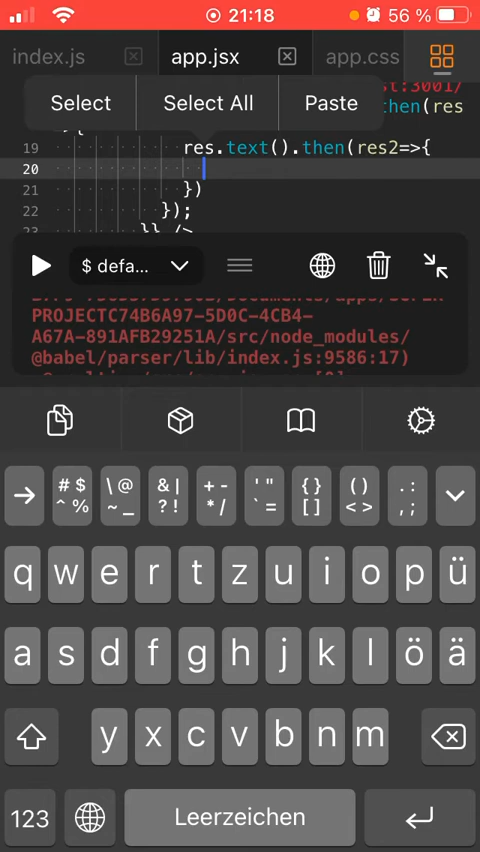 21:18
56 %
index.js
app.jsx
app.css
st:3001/
Select
Select All
Paste
then(res
=>{
19 res.text().then(res2=>{
20
21 })
22 });
23 }} />
$ defa...
PROJECTC74B6A97-5D0C-4CB4-
A67A-891AFB29251A/src/node_modules/
@babel/parser/lib/index.js:9586:17)
# $ \ @ & | + - ' " { } ( ) . :
^ % ~ _ ? ! * / ` = [ ] < > , ;
q w e r t z u i o p ü
a s d f g h j k l ö ä
y x c v b n m
123 Leerzeichen